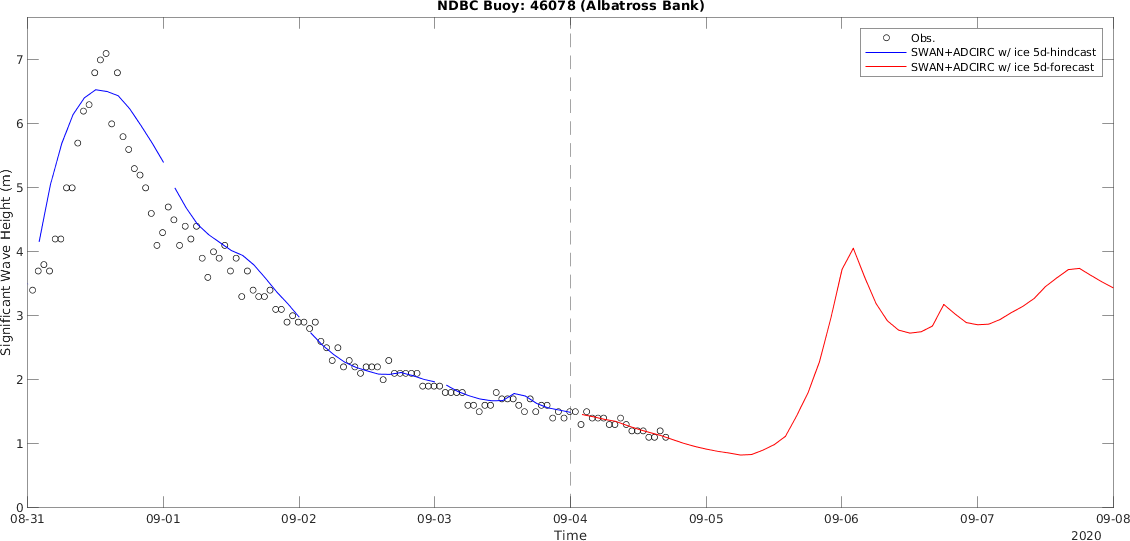 NDBC Buoy: 46078 (Albatross Bank)
Obs.
SWAN+ADCIRC w/ ice 5d-hindcast
SWAN+ADCIRC w/ ice 5d-forecast
Significant Wave Height (m)
7
6
5
4
3
2
1
0
08-31 09-01 09-02 09-03 09-04 09-05 09-06 09-07 09-08
Time
2020